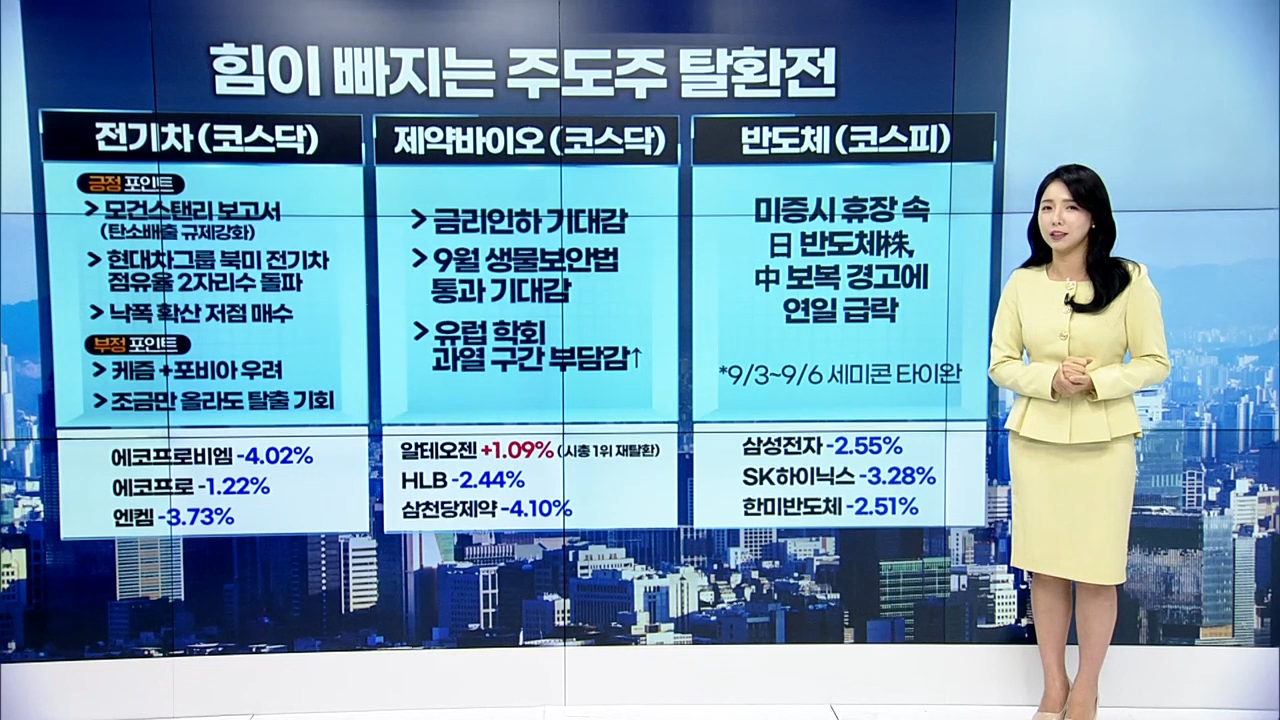 힘이 빠지는 주도주 탈환전
전기차 (코스닥)
긍정 포인트
> 모건스탠리 보고서
(탄소배출 규제강화)
> 현대차그룹 북미 전기차
점유율 2자리수 돌파
> 낙폭 확산 저점 매수
부정 포인트
> 케즘+포비아 우려
> 조금만 올라도 탈출 기회
에코프로비엠 -4.02%
에코프로 -1.22%
엔켐 -3.73%
제약바이오 (코스닥)
> 금리인하 기대감
> 9월 생물보안법
통과 기대감
> 유럽 학회
과열 구간 부담감↑
알테오젠 +1.09% (시총 1위 재탈환)
HLB -2.44%
삼천당제약 -4.10%
반도체 (코스피)
미증시 휴장 속
日 반도체株,
中 보복 경고에
연일 급락
*9/3~9/6 세미콘 타이완
삼성전자 -2.55%
SK하이닉스 -3.28%
한미반도체 -2.51%